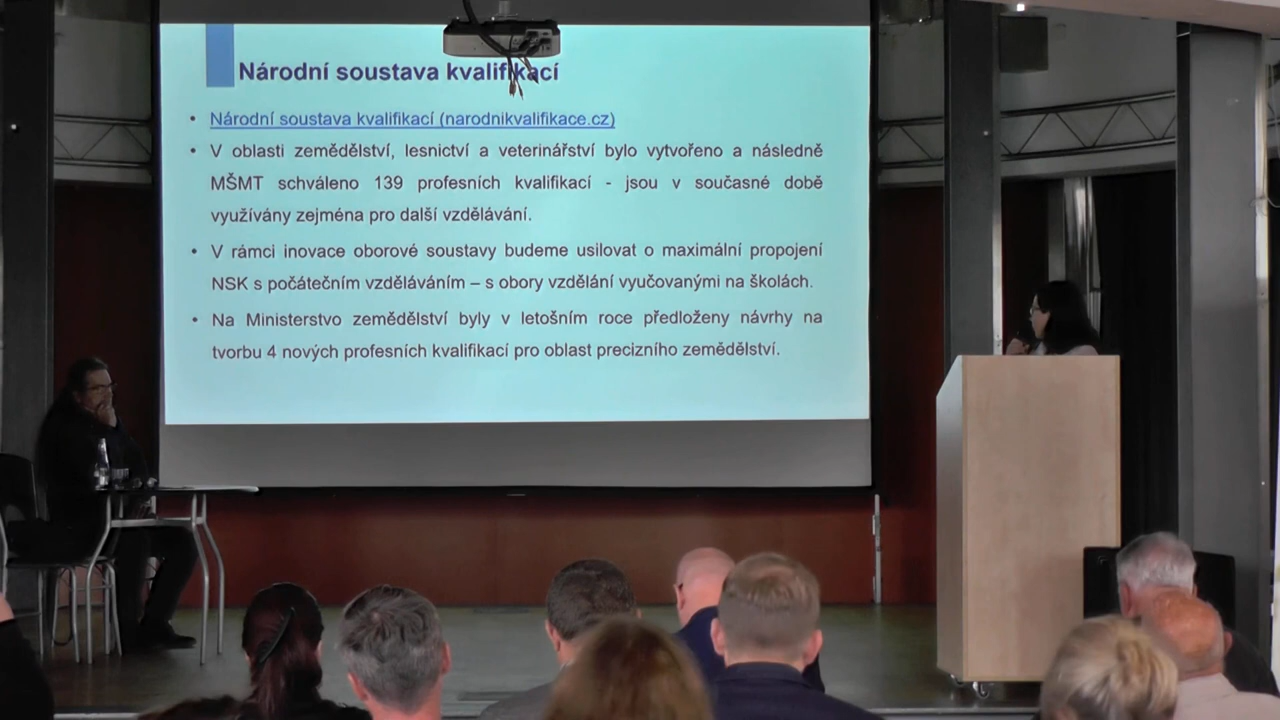 Národní soustava kvalifikací
• Národní soustava kvalifikací (narodnikvalifikace.cz)
• V oblasti zemědělství, lesnictví a veterinářství bylo vytvořeno a následně
MŠMT schváleno 139 profesních kvalifikací - jsou v současné době
využívány zejména pro další vzdělávání.
• V rámci inovace oborové soustavy budeme usilovat o maximální propojení
NSK s počátečním vzděláváním – s obory vzdělání vyučovanými na školách.
• Na Ministerstvo zemědělství byly v letošním roce předloženy návrhy na
tvorbu 4 nových profesních kvalifikací pro oblast precizního zemědělství.